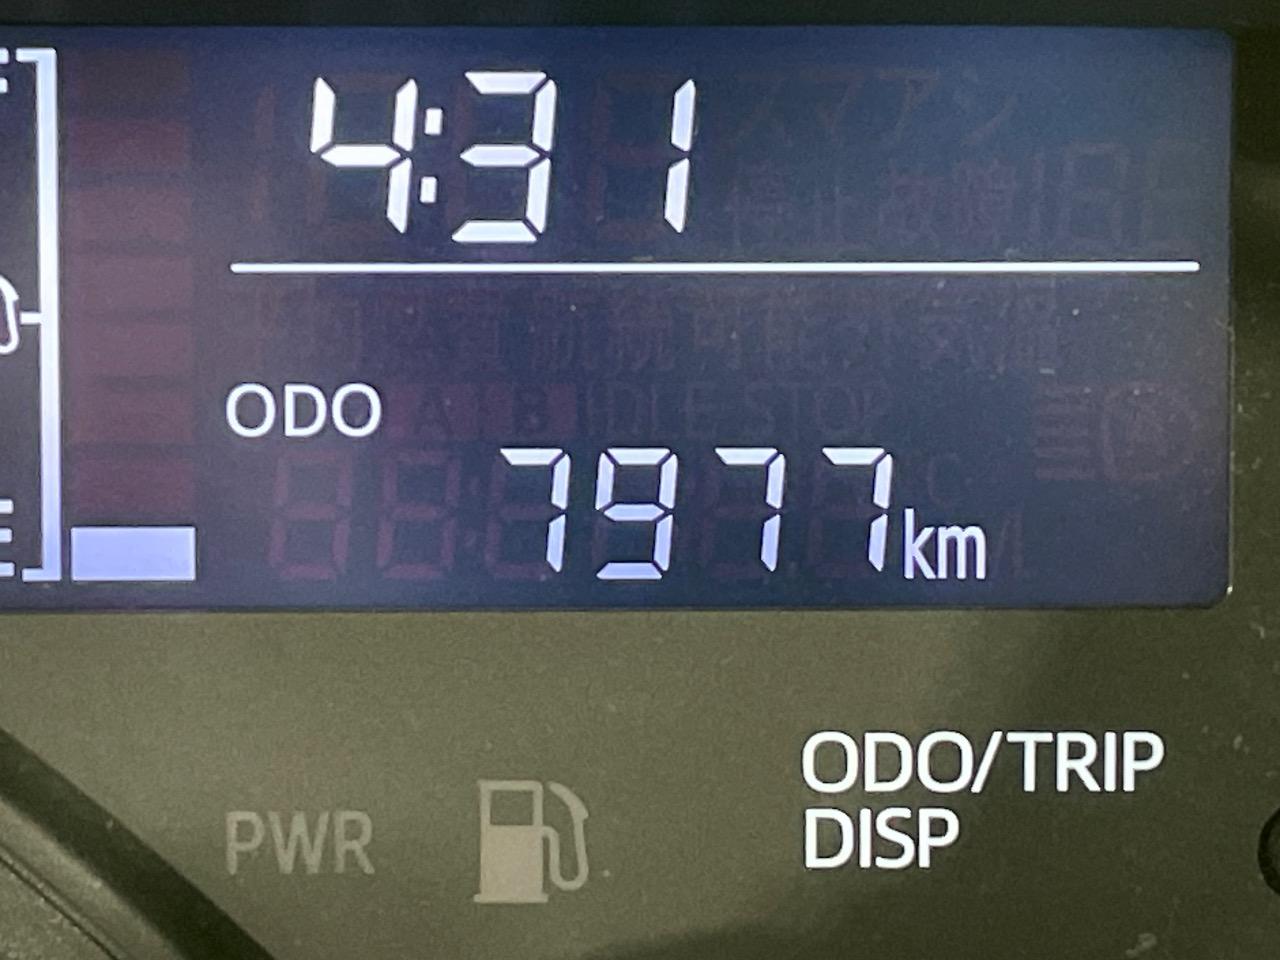 4:31
ODO
7977km
E
ODO/TRIP
DISP
PWR